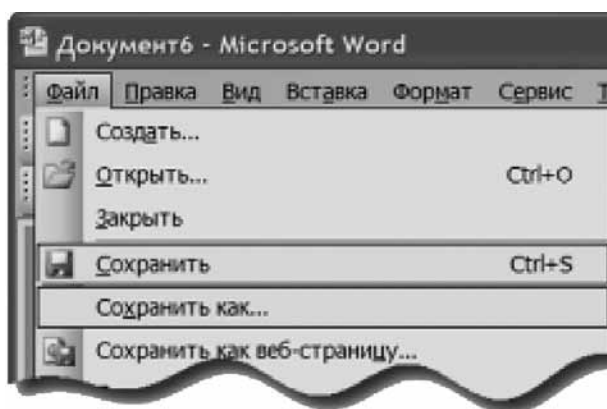 Документ6 - Microsoft Word
Файл Правка Вид Вставка Формат Сервис
Создать...
Открыть... Ctrl+O
Закрыть
Сохранить Ctrl+S
Сохранить как...
Сохранить как веб-страницу...